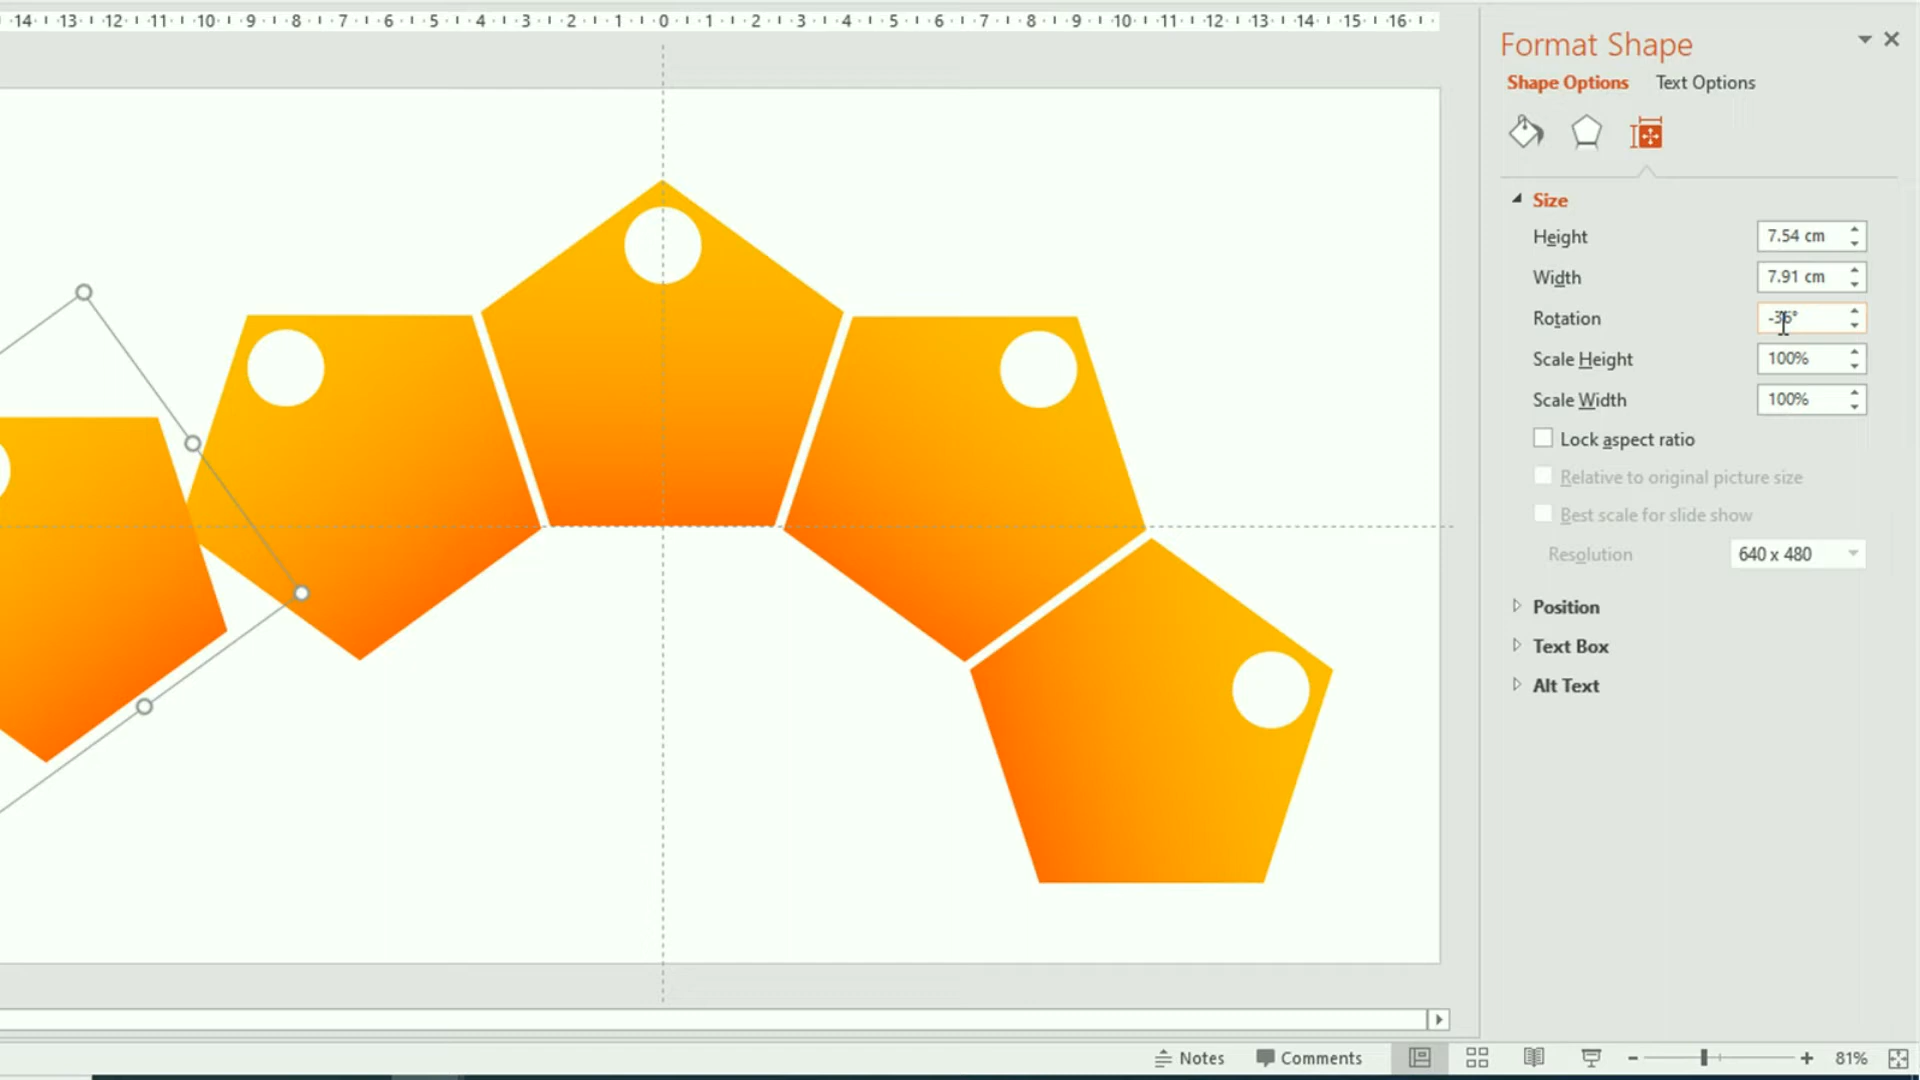 14 13 12 11 10 9 8 7 6 5 4 3 2 1 0 1 2 3 4 5 6 7 8 9 10 11 12 13 14 15 16
Format Shape
Shape Options Text Options
Size
Height 7.54 cm
Width 7.91 cm
Rotation -36°
Scale Height 100%
Scale Width 100%
Lock aspect ratio
Relative to original picture size
Best scale for slide show
Resolution 640 x 480
Position
Text Box
Alt Text
Notes Comments 81%